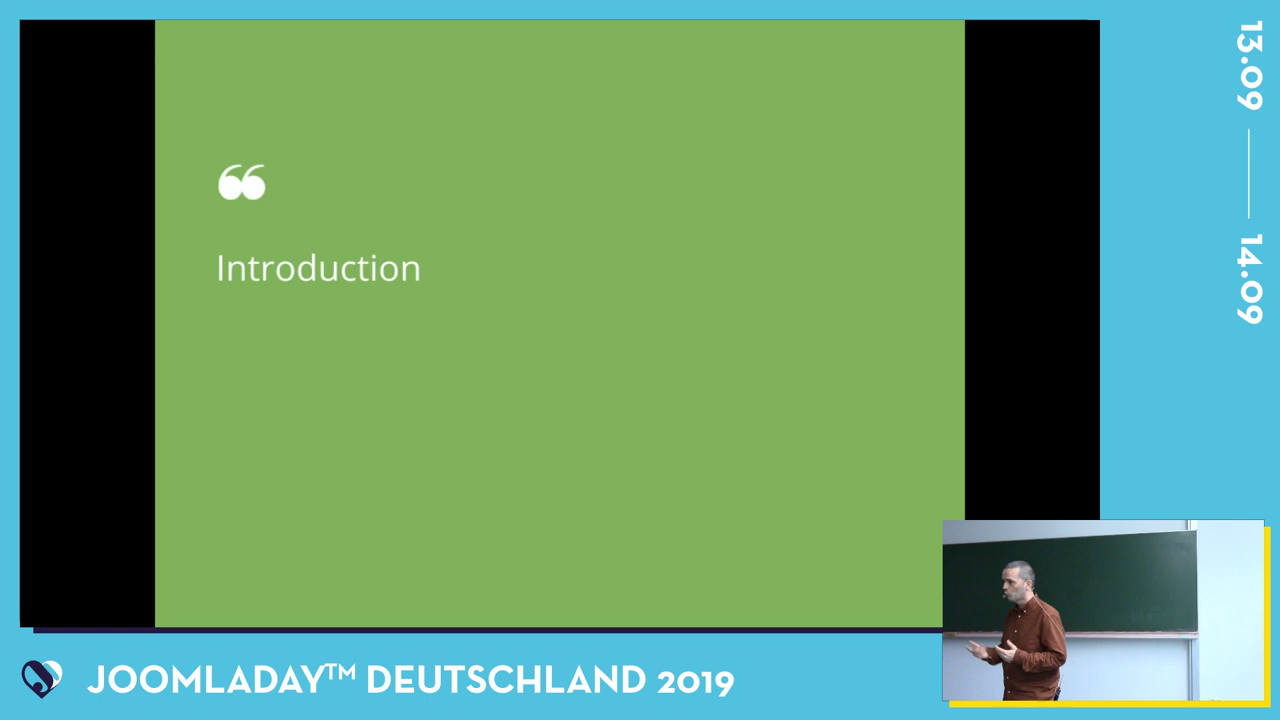 ❝
Introduction
JOOMLADAY™ DEUTSCHLAND 2019
13.09
14.09